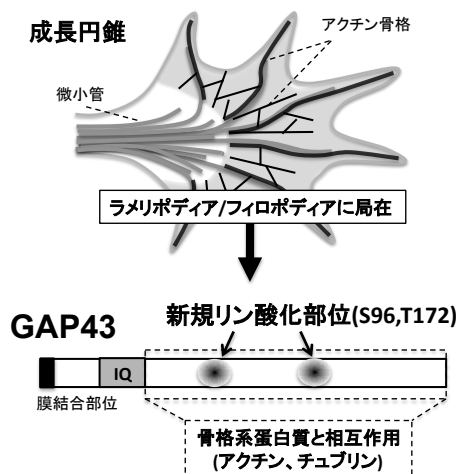 成長円錐
アクチン骨格
微小管
ラメリポディア/フィロポディアに局在
新規リン酸化部位(S96,T172)
GAP43
IQ
膜結合部位
骨格系蛋白質と相互作用
(アクチン、チュブリン)